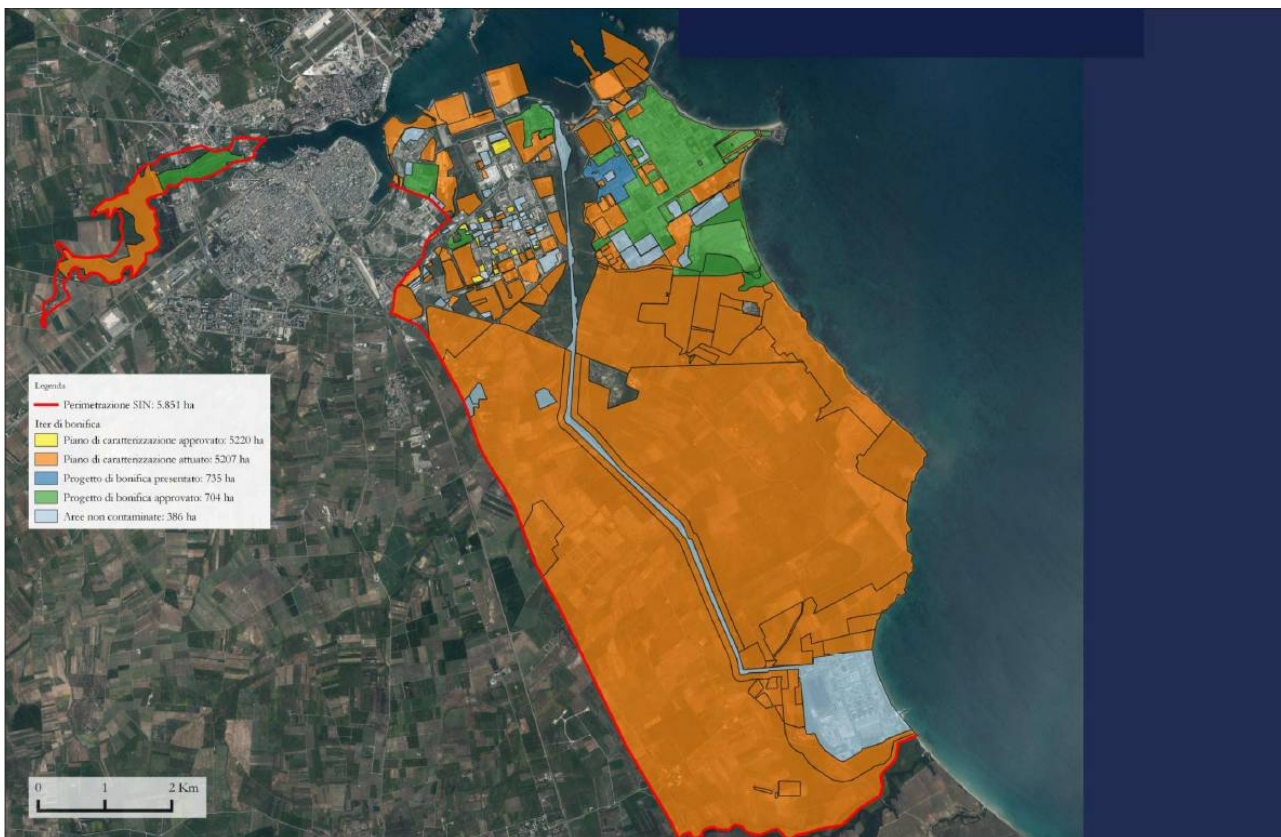 Legenda
Perimetrazione SIN: 5.851 ha
Iter di bonifica
Piano di caratterizzazione approvato: 5220 ha
Piano di caratterizzazione attuato: 5207 ha
Progetto di bonifica presentato: 735 ha
Progetto di bonifica approvato: 704 ha
Aree non contaminate: 386 ha
0 1 2 Km